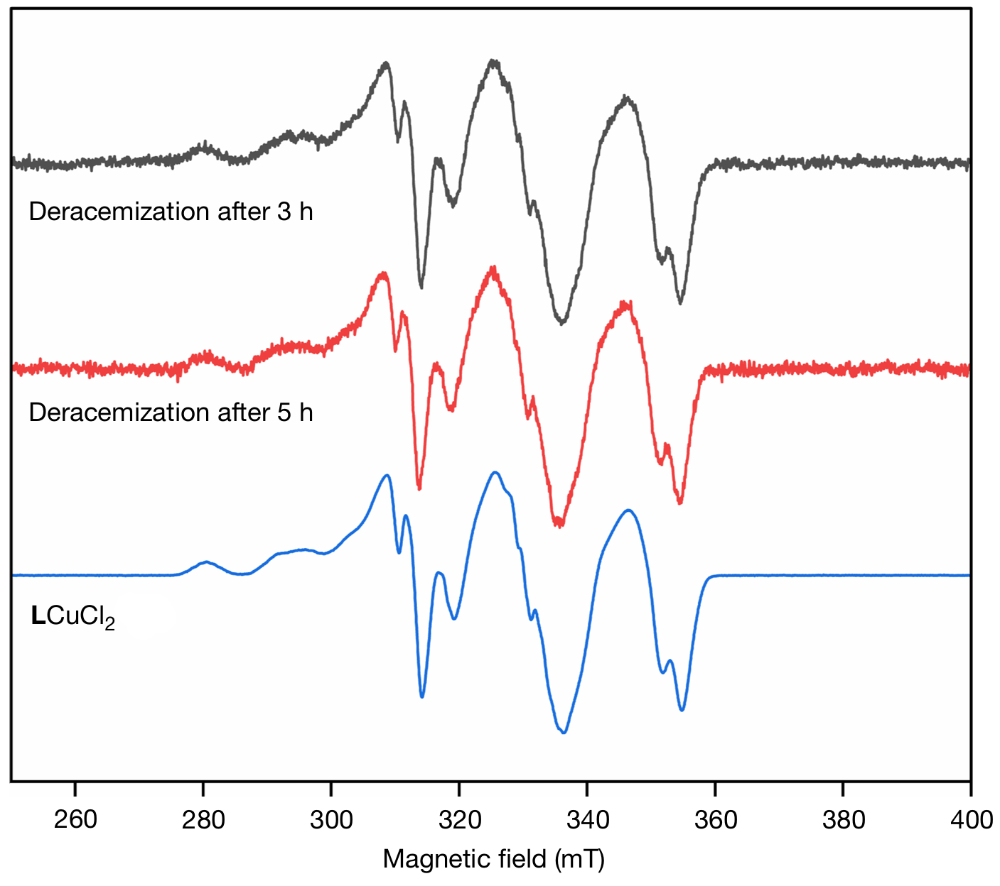 Deracemization after 3 h
Deracemization after 5 h
LCuCl₂
260 280 300 320 340 360 380 400
Magnetic field (mT)